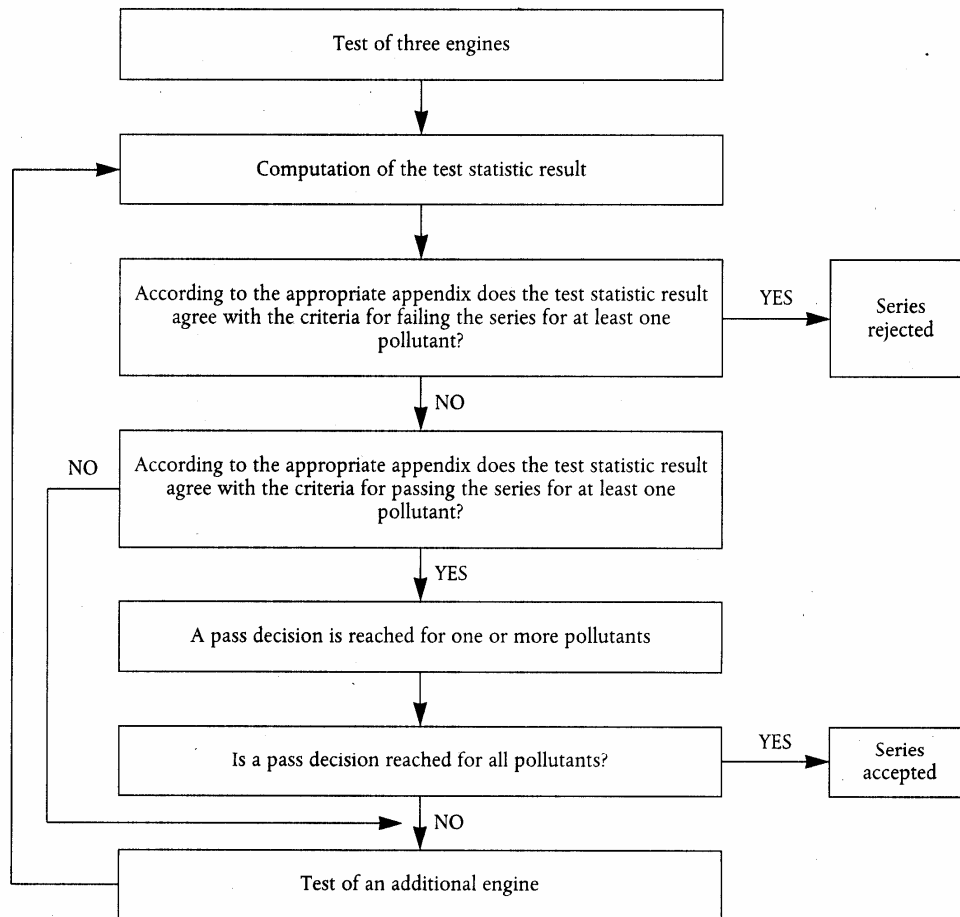 Test of three engines
Computation of the test statistic result
According to the appropriate appendix does the test statistic result
agree with the criteria for failing the series for at least one
pollutant?
YES
Series
rejected
NO
According to the appropriate appendix does the test statistic result
agree with the criteria for passing the series for at least one
pollutant?
NO
YES
A pass decision is reached for one or more pollutants
Is a pass decision reached for all pollutants?
YES
Series
accepted
NO
Test of an additional engine